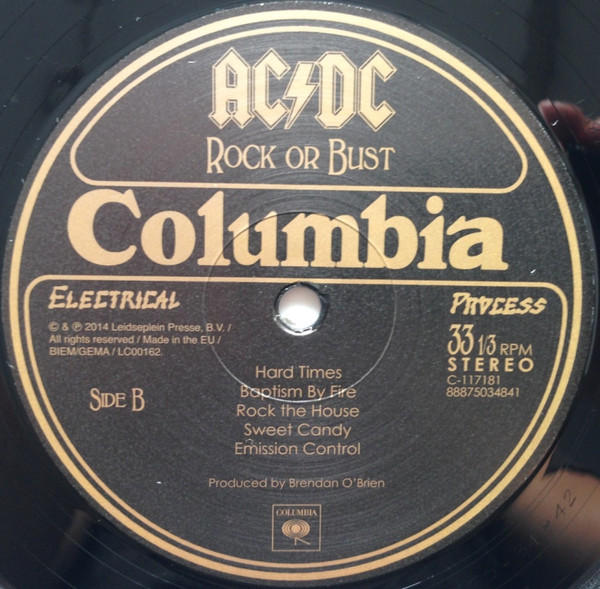 AC⚡DC
ROCK OR BUST
Columbia
ELECTRICAL PROCESS
© & ℗ 2014 Leidseplein Presse, B.V. /
All rights reserved / Made in the EU /
BIEM/GEMA / LC00162.
33 1/3 RPM
STEREO
C-117181
88875034841
SIDE B
Hard Times
Baptism By Fire
Rock the House
Sweet Candy
Emission Control
Produced by Brendan O'Brien
COLUMBIA